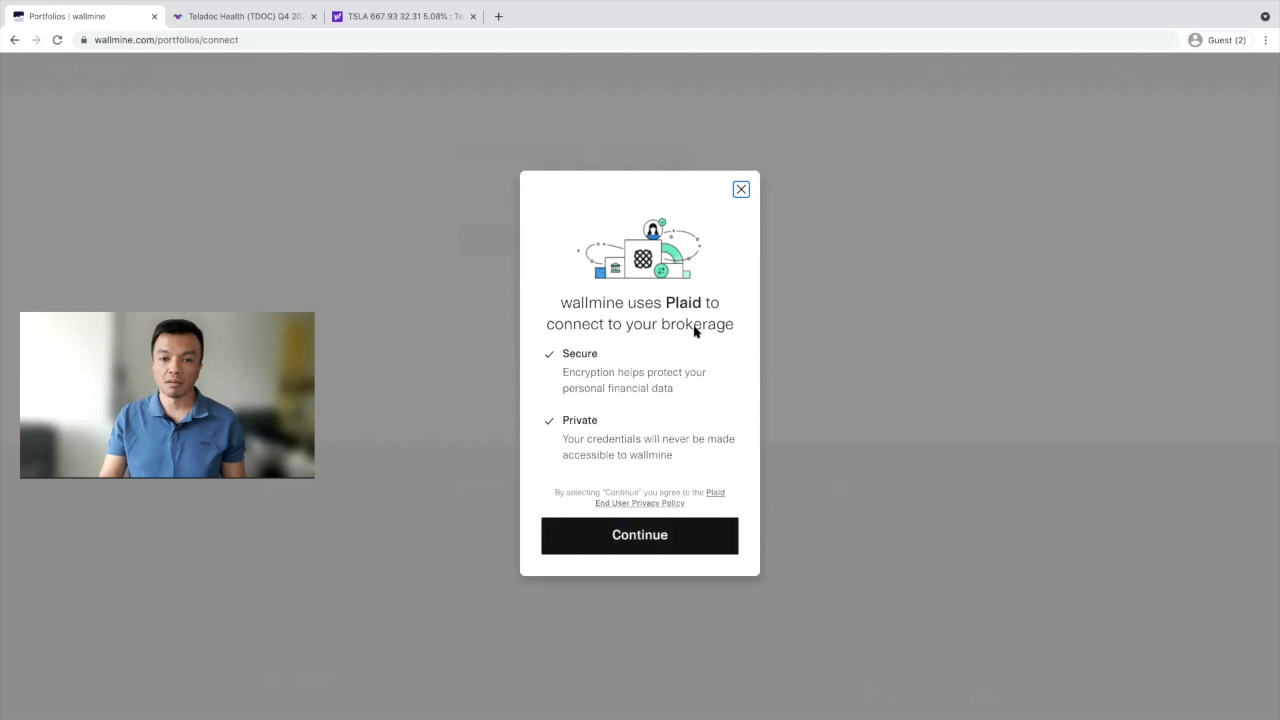 Portfolios | wallmine
Teladoc Health (TDOC) Q4 202
TSLA 667.93 32.31 5.08% : Te
wallmine.com/portfolios/connect
Guest (2)
wallmine uses Plaid to
connect to your brokerage
Secure
Encryption helps protect your
personal financial data
Private
Your credentials will never be made
accessible to wallmine
By selecting "Continue" you agree to the Plaid
End User Privacy Policy
Continue